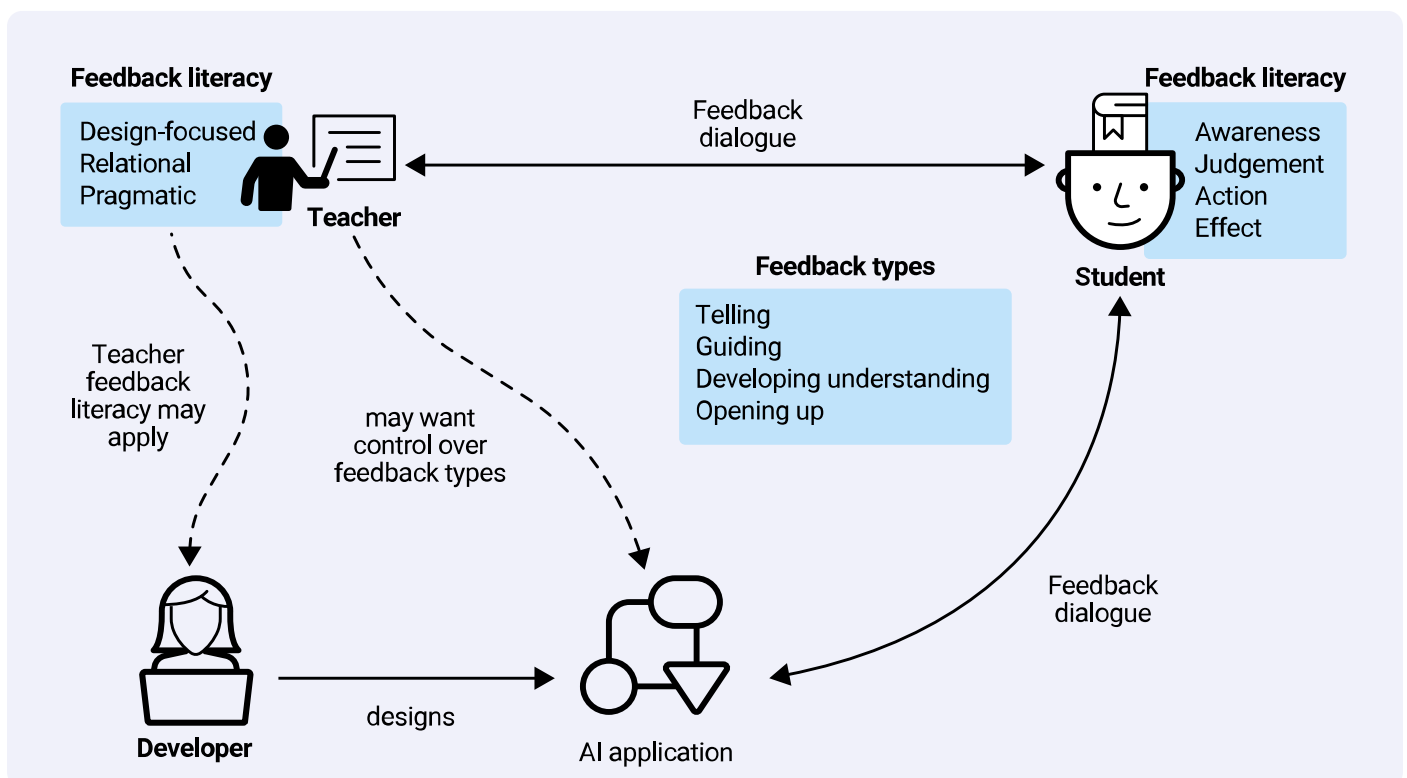 Feedback literacy
Design-focused
Relational
Pragmatic
Teacher
Feedback
dialogue
Feedback literacy
Awareness
Judgement
Action
Effect
Student
Feedback types
Telling
Guiding
Developing understanding
Opening up
Teacher
feedback
literacy may
apply
may want
control over
feedback types
Feedback
dialogue
designs
Developer
AI application